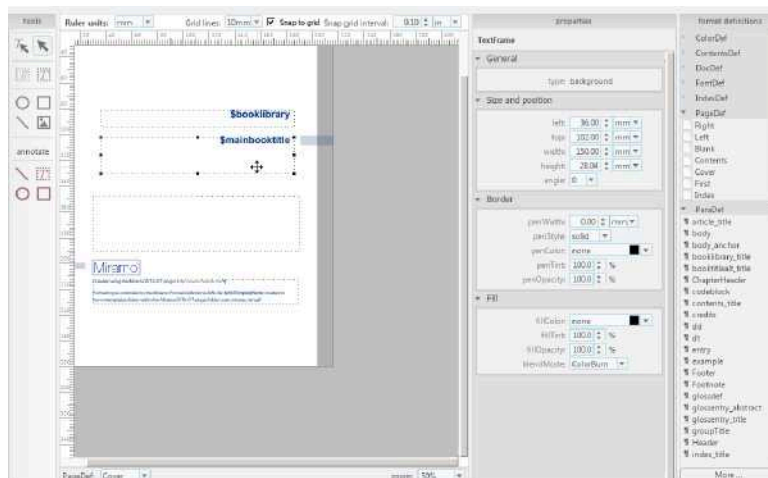 tools
Ruler units: mm
Grid lines: 10mm
Snap to grid
Snap grid interval: 0.10
$booklibrary
$mainbooktitle
Miramo
annotate
PageDef: Cover
50%
properties
TextFrame
General
type: background
Size and position
left: 36.00 mm
top: 102.00 mm
width: 150.00 mm
height: 28.04 mm
angle: 0
Border
penWidth: 0.00 mm
penStyle: solid
penColor: none
penTint: 100.0 %
penOpacity: 100.0 %
Fill
fillColor: none
fillTint: 100.0 %
fillOpacity: 100.0 %
blendMode: ColorBurn
format definitions
ColorDef
ContentsDef
DocDef
FontDef
IndexDef
PageDef
Right
Left
Blank
Contents
Cover
First
Index
ParaDef
article_title
body
body_anchor
booklibrary_title
booktitlealt_title
ChapterHeader
codeblock
contents_title
credits
dd
dt
entry
example
Footer
Footnote
glossdef
glossentry_abstract
glossentry_title
groupTitle
Header
index_title
More ...